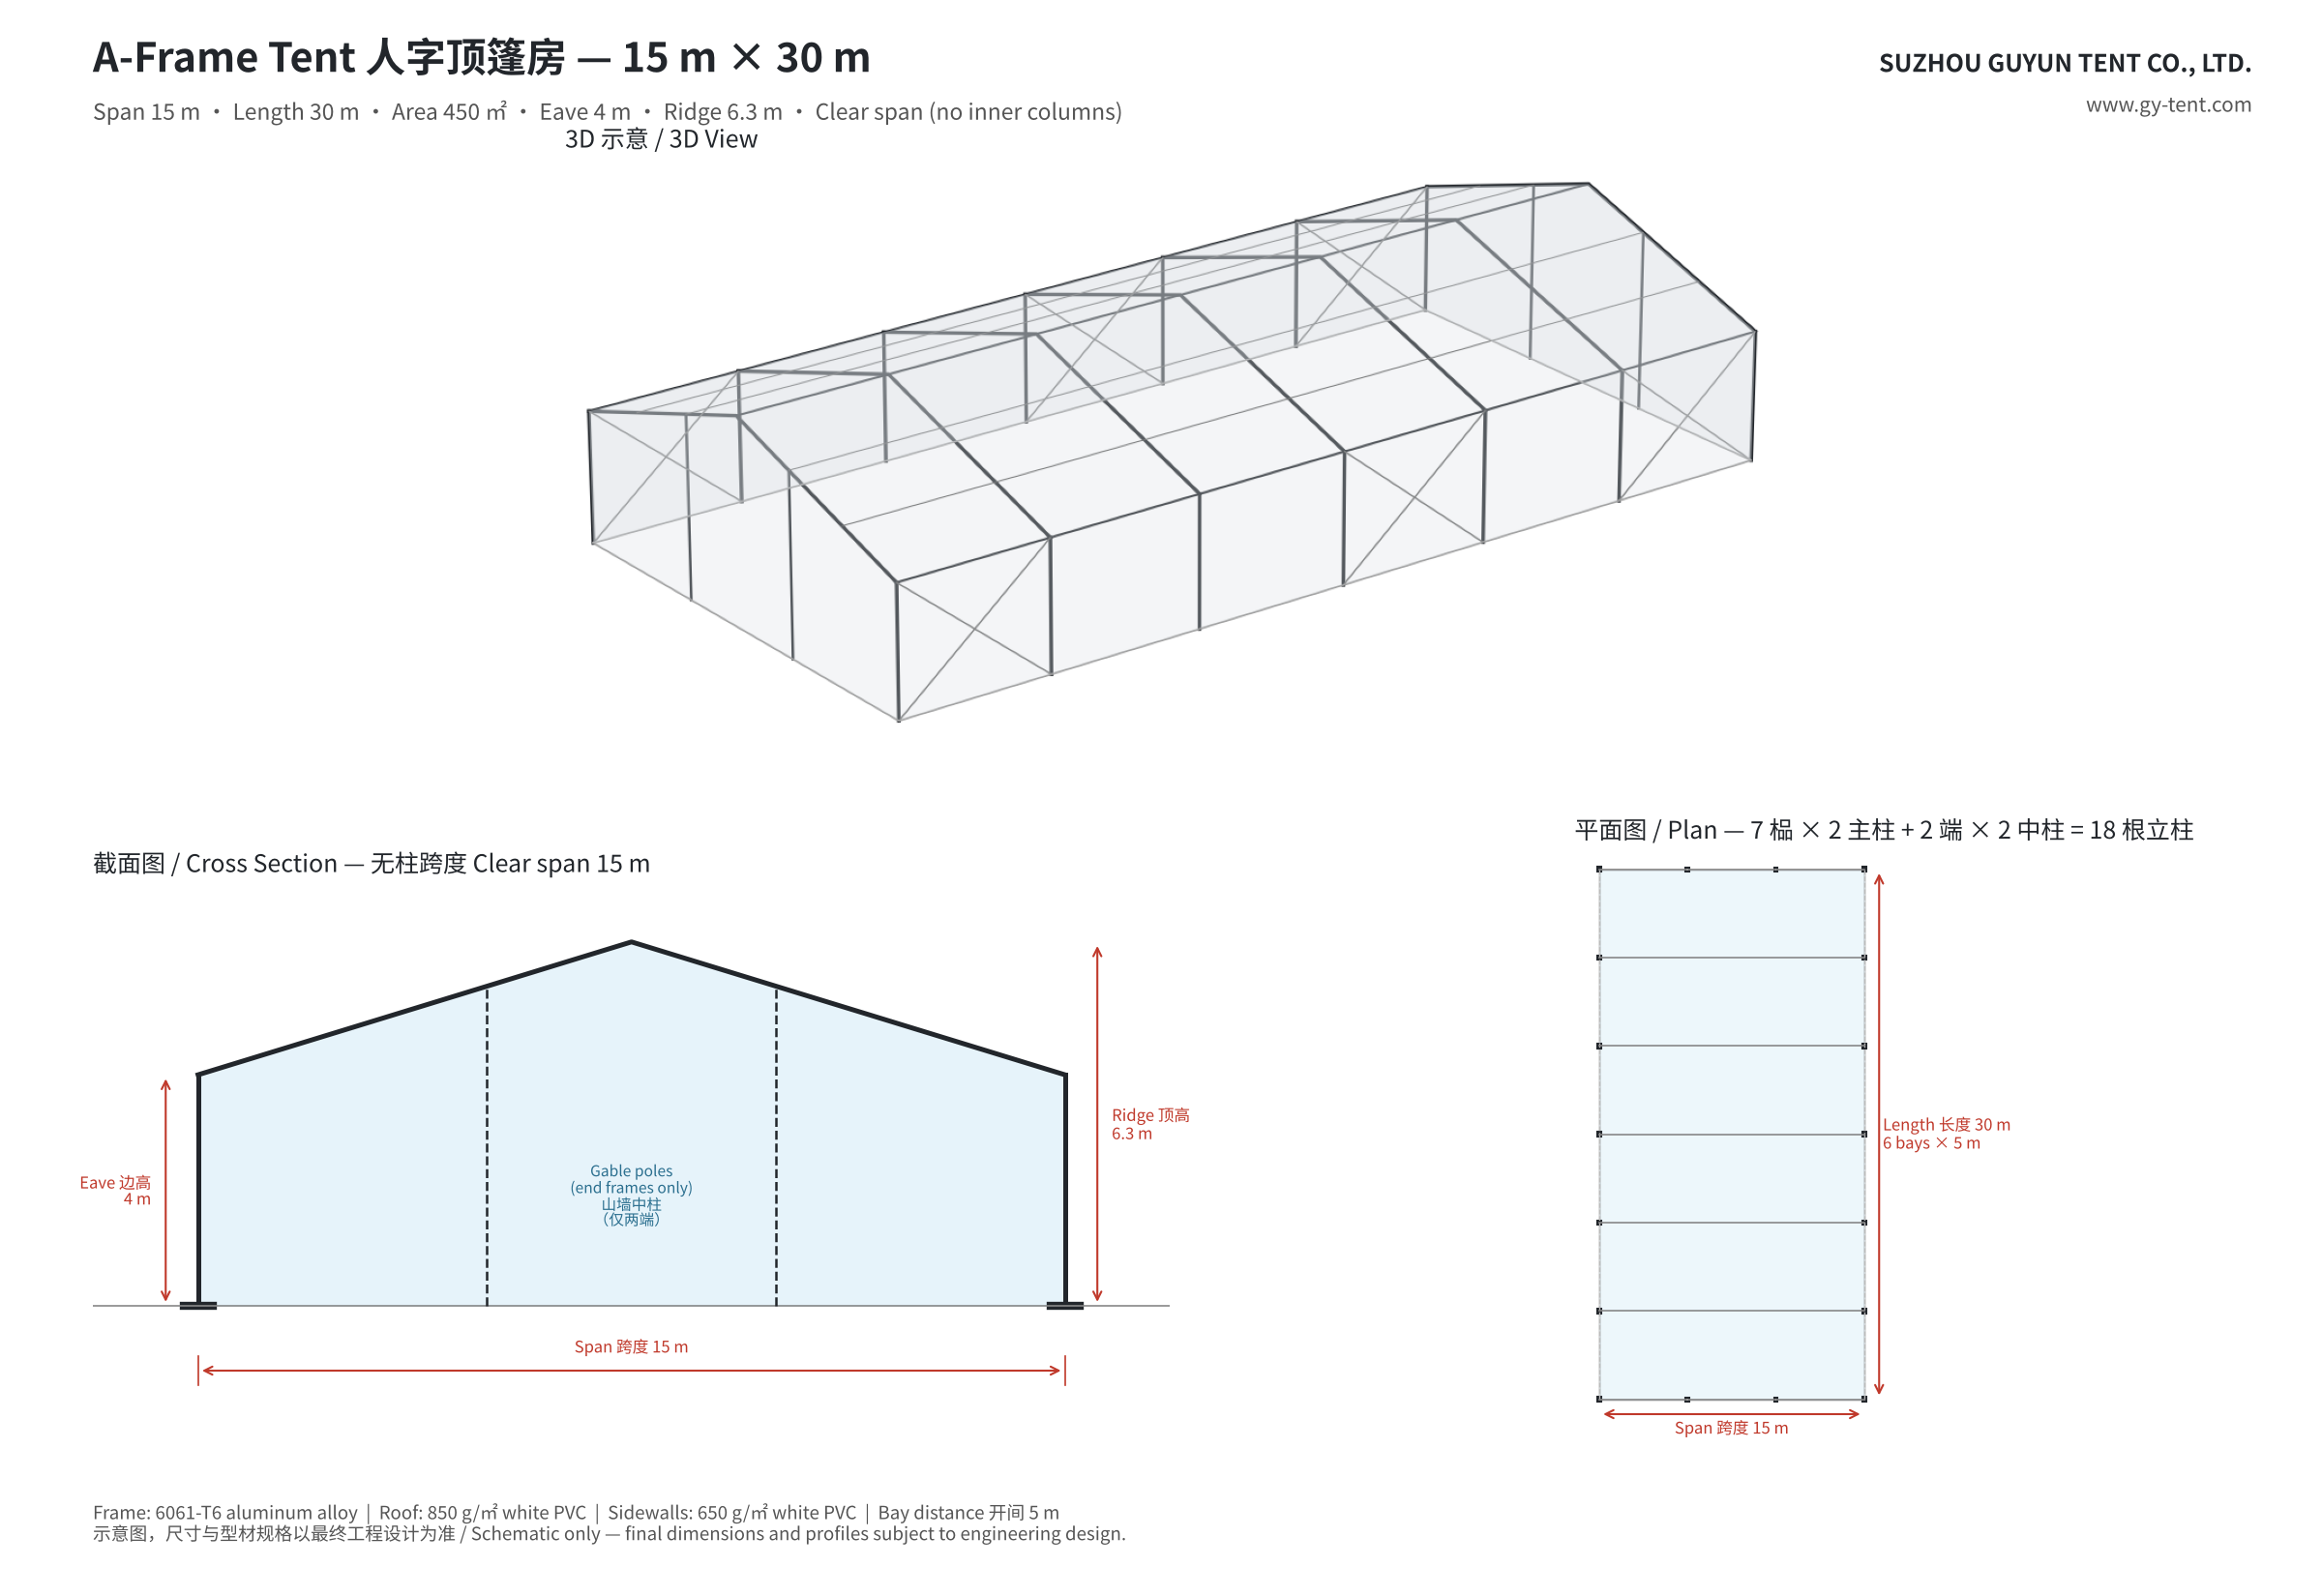 A-Frame Tent 人字顶篷房 — 15 m × 30 m
SUZHOU GUYUN TENT CO., LTD.
Span 15 m · Length 30 m · Area 450 ㎡ · Eave 4 m · Ridge 6.3 m · Clear span (no inner columns)
www.gy-tent.com
3D 示意 / 3D View
平面图 / Plan — 7 榀 × 2 主柱 + 2 端 × 2 中柱 = 18 根立柱
截面图 / Cross Section — 无柱跨度 Clear span 15 m
Ridge 顶高
6.3 m
Length 长度 30 m
6 bays × 5 m
Gable poles
(end frames only)
山墙中柱
（仅两端）
Eave 边高
4 m
Span 跨度 15 m
Span 跨度 15 m
Frame: 6061-T6 aluminum alloy | Roof: 850 g/㎡ white PVC | Sidewalls: 650 g/㎡ white PVC | Bay distance 开间 5 m
示意图，尺寸与型材规格以最终工程设计为准 / Schematic only — final dimensions and profiles subject to engineering design.